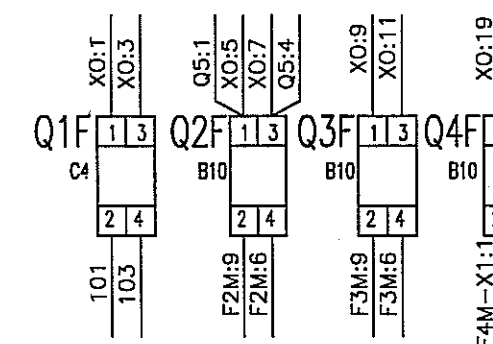 X0:T
X0:3
Q5:1
X0:5
X0:7
Q5:4
X0:9
X0:11
X0:19
Q1F 1 3
C4
2 4
Q2F 1 3
B10
2 4
Q3F 1 3
B10
2 4
Q4F
B10
101
103
F2M:9
F2M:6
F3M:9
F3M:6
F4M-X1:1